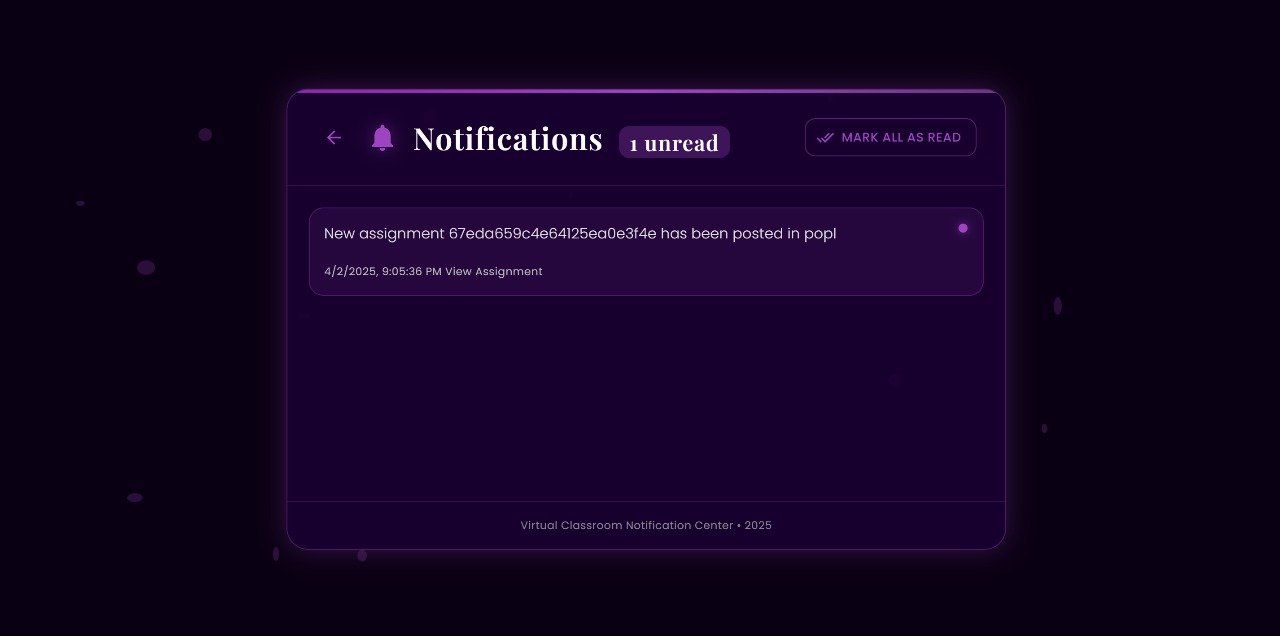 Notifications 1 unread
MARK ALL AS READ
New assignment 67eda659c4e64125ea0e3f4e has been posted in popl
4/2/2025, 9:05:36 PM View Assignment
Virtual Classroom Notification Center • 2025